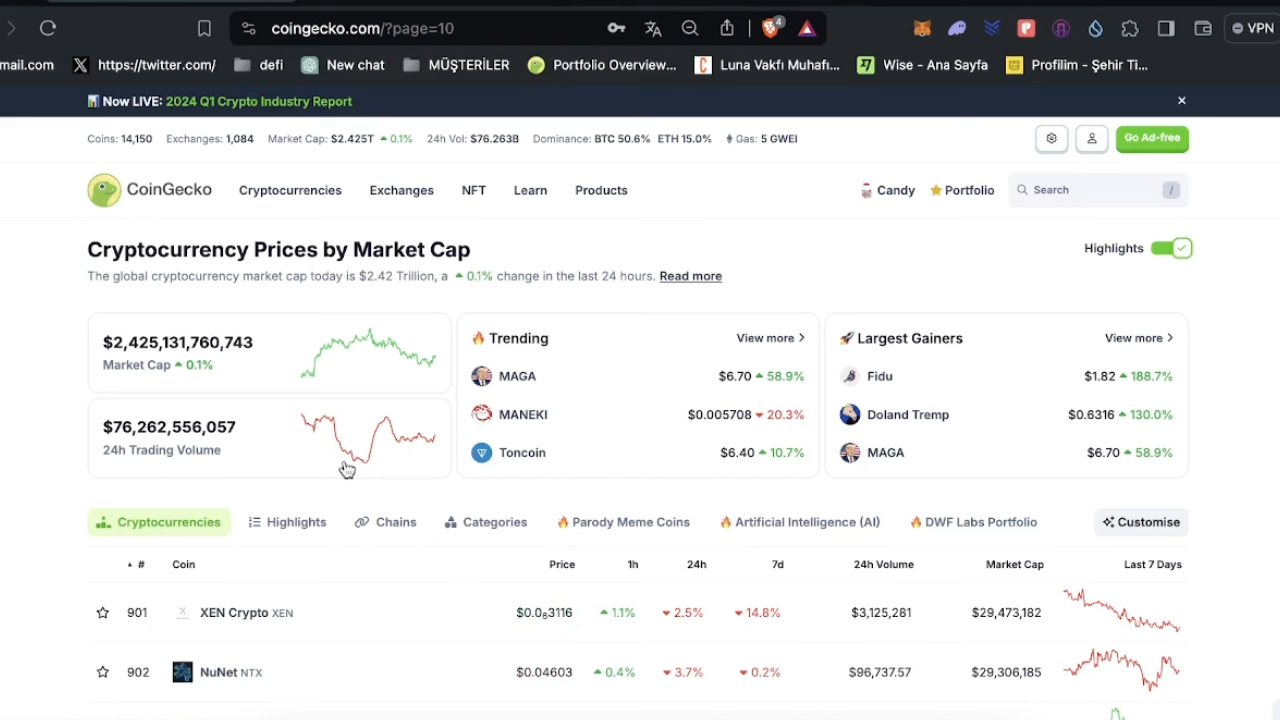 coingecko.com/?page=10
4
VPN
mail.com https://twitter.com/ defi New chat MÜŞTERİLER Portfolio Overview... Luna Vakfı Muhafı... Wise - Ana Sayfa Profilim - Şehir Ti...
Now LIVE: 2024 Q1 Crypto Industry Report
Coins: 14,150 Exchanges: 1,084 Market Cap: $2.425T 0.1% 24h Vol: $76.263B Dominance: BTC 50.6% ETH 15.0% Gas: 5 GWEI
Go Ad-free
CoinGecko Cryptocurrencies Exchanges NFT Learn Products Candy Portfolio Search /
Cryptocurrency Prices by Market Cap
Highlights
The global cryptocurrency market cap today is $2.42 Trillion, a 0.1% change in the last 24 hours. Read more
$2,425,131,760,743
Market Cap 0.1%
$76,262,556,057
24h Trading Volume
Trending View more
MAGA $6.70 58.9%
MANEKI $0.005708 20.3%
Toncoin $6.40 10.7%
Largest Gainers View more
Fidu $1.82 188.7%
Doland Tremp $0.6316 130.0%
MAGA $6.70 58.9%
Cryptocurrencies Highlights Chains Categories Parody Meme Coins Artificial Intelligence (AI) DWF Labs Portfolio Customise
# Coin Price 1h 24h 7d 24h Volume Market Cap Last 7 Days
901 XEN Crypto XEN $0.0₆3116 1.1% 2.5% 14.8% $3,125,281 $29,473,182
902 NuNet NTX $0.04603 0.4% 3.7% 0.2% $96,737.57 $29,306,185